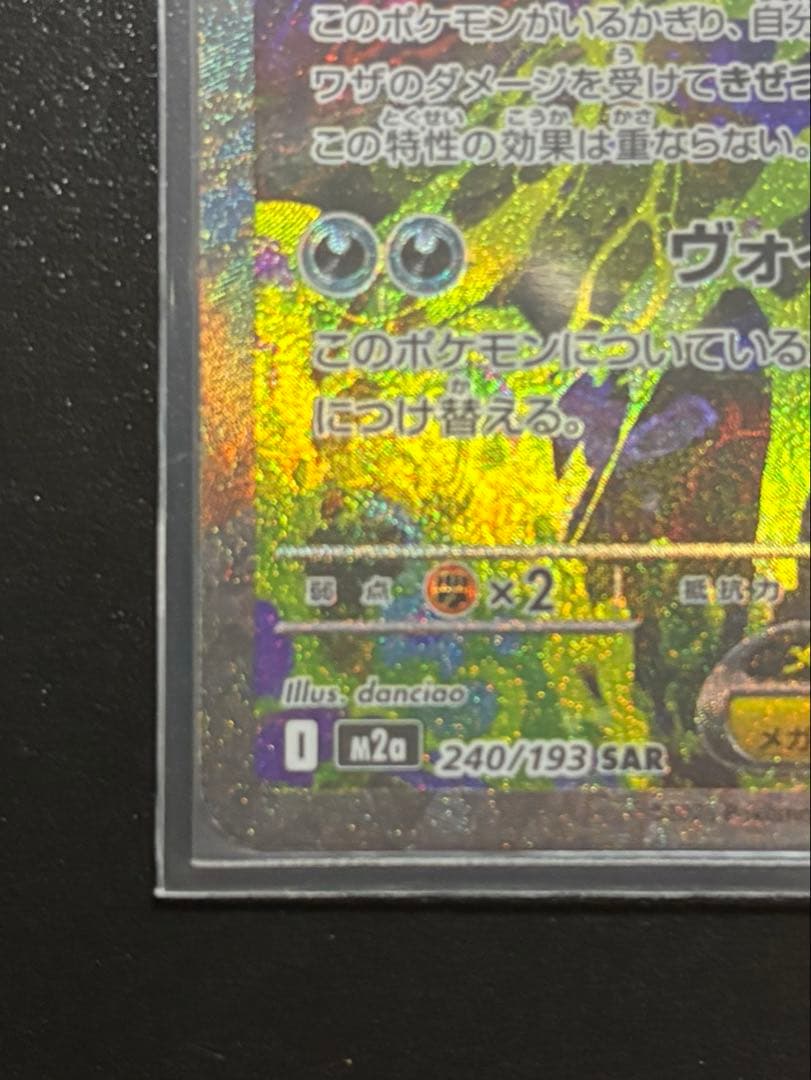 このポケモンがいるかぎり、自分
ワザのダメージを受けてきぜつ
この特性の効果は重ならない。
ヴォイ
このポケモンについている
につけ替える。
弱点 ×2 抵抗力
Illus. danciao
I m2a 240/193 SAR
メガ